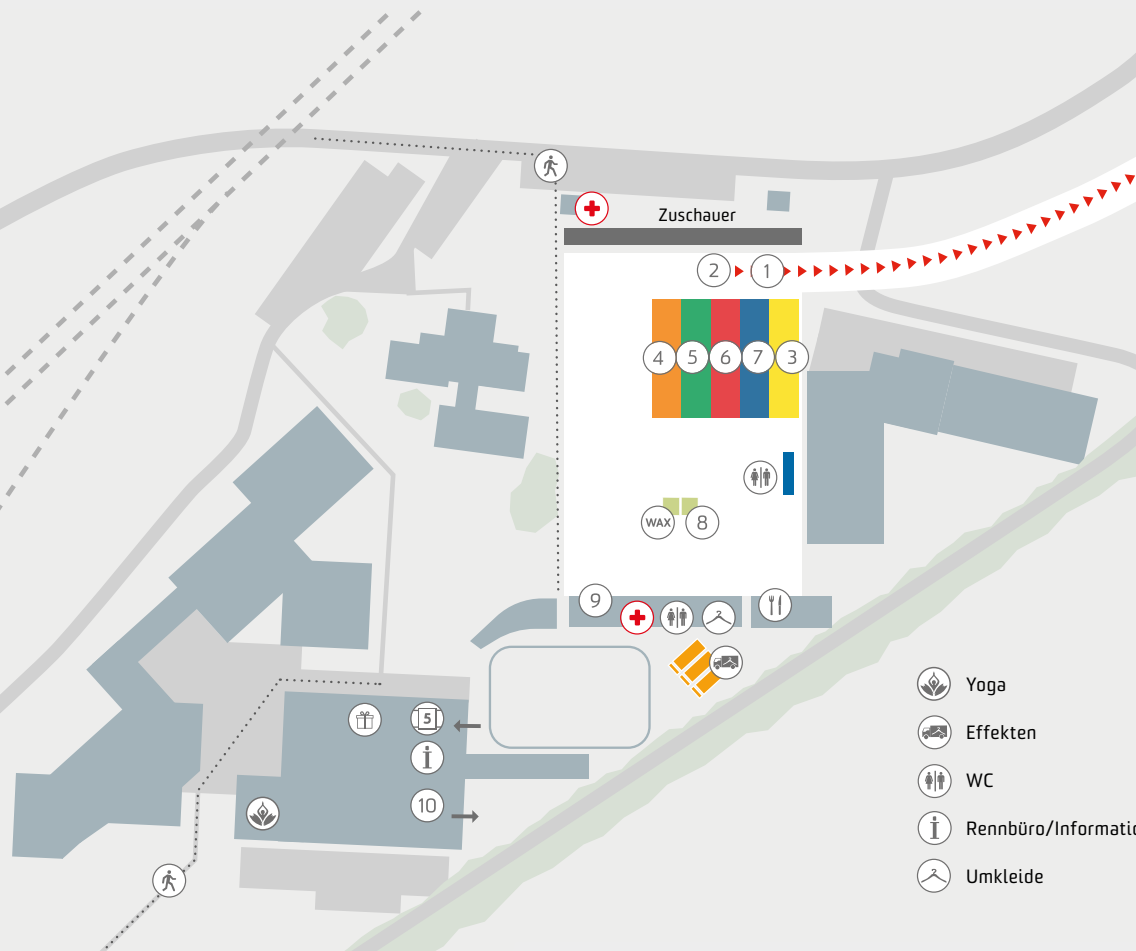 Zuschauer
2
1
4
5
6
7
3
WAX
8
9
5
10
Yoga
Effekten
WC
Rennbüro/Informatio
Umkleide